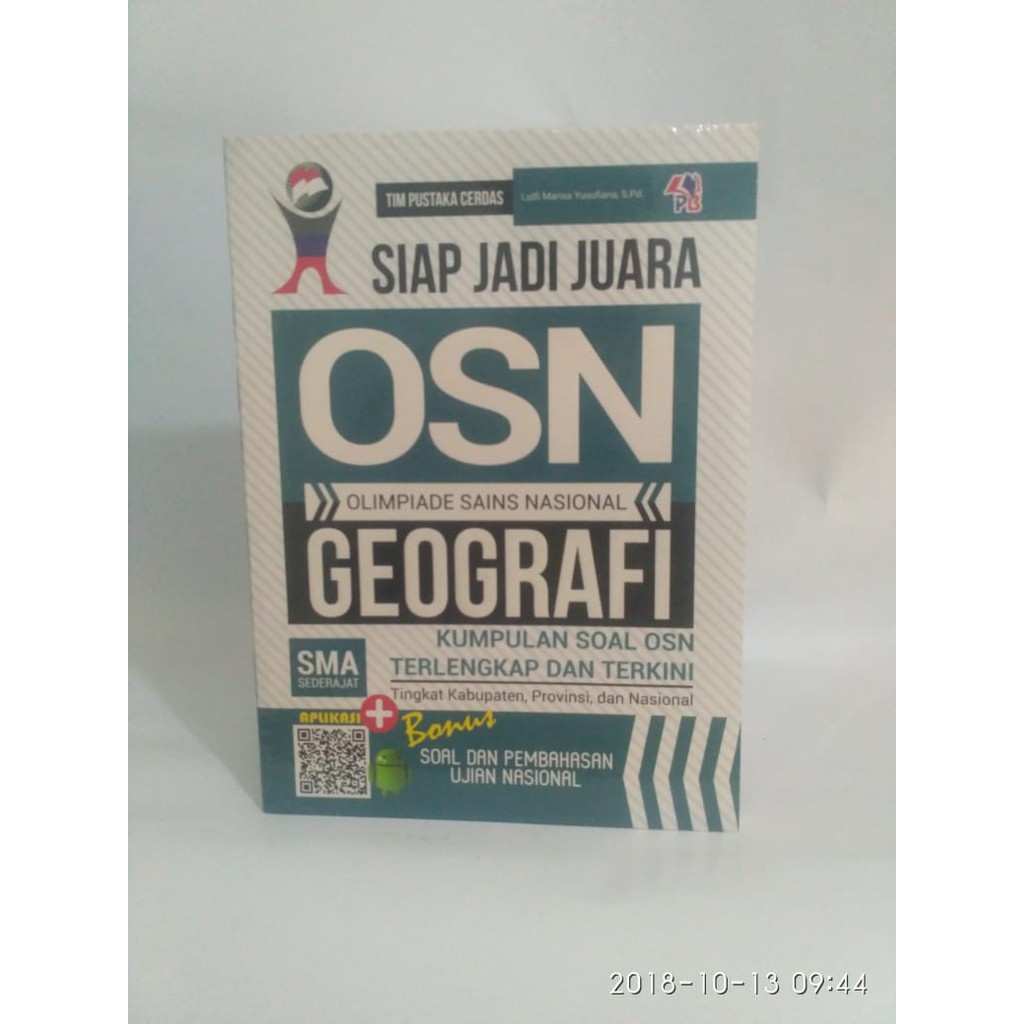 TIM PUSTAKA CERDAS
Lutfi Marisa Yusufiana, S.Pd.
SIAP JADI JUARA
OSN
OLIMPIADE SAINS NASIONAL
GEOGRAFI
KUMPULAN SOAL OSN
TERLENGKAP DAN TERKINI
Tingkat Kabupaten, Provinsi, dan Nasional
SMA
SEDERAJAT
APLIKASI
Bonus
SOAL DAN PEMBAHASAN
UJIAN NASIONAL
2018-10-13 09:44